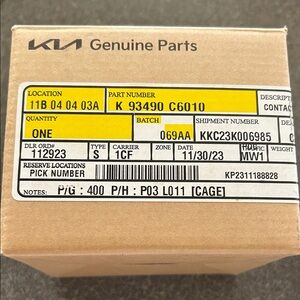 KIA Genuine Parts
LOCATION PART NUMBER
11B 04 04 03A K 93490 C6010 DESCRIPT
CONTAC
QUANTITY BATCH SHIPMENT NUMBER
ONE 069AA KKC23K006985
DLR ORD# TYPE CARRIER ZONE DATE WEIGHT
112923 S 1CF 11/30/23 MW1
RESERVE LOCATIONS
PICK NUMBER KP2311188828
NOTES: P/G : 400 P/H : P03 L011 [CAGE]